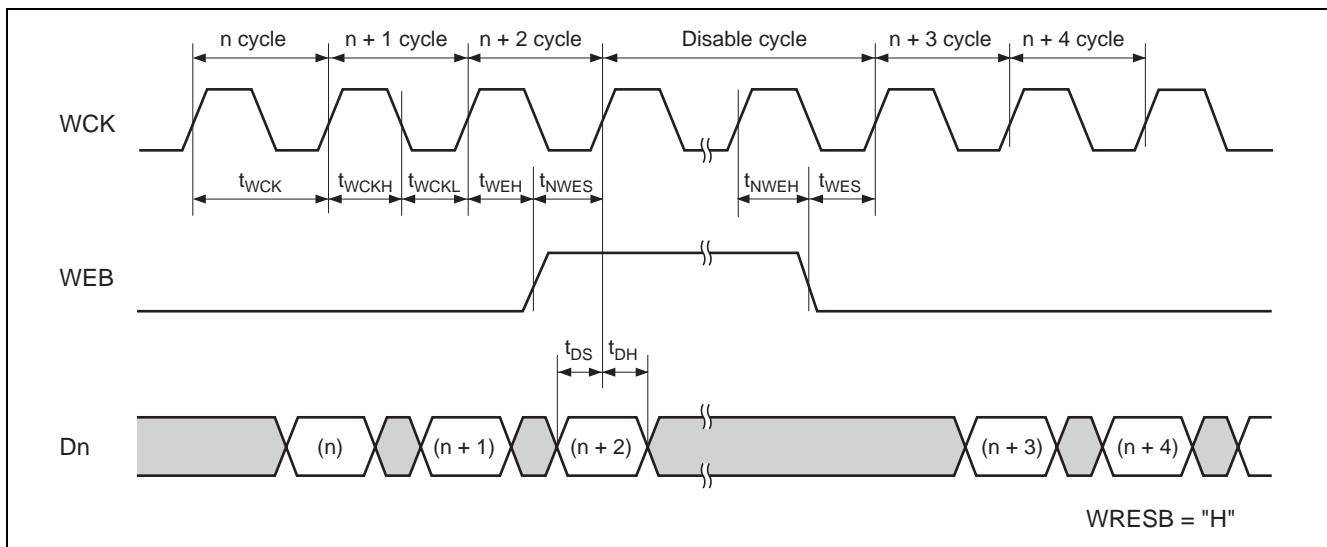 n cycle n + 1 cycle n + 2 cycle Disable cycle n + 3 cycle n + 4 cycle
WCK
tWCK tWCKH tWCKL tWEH tNWES tNWEH tWES
WEB
tDS tDH
Dn (n) (n + 1) (n + 2) (n + 3) (n + 4)
WRESB = "H"